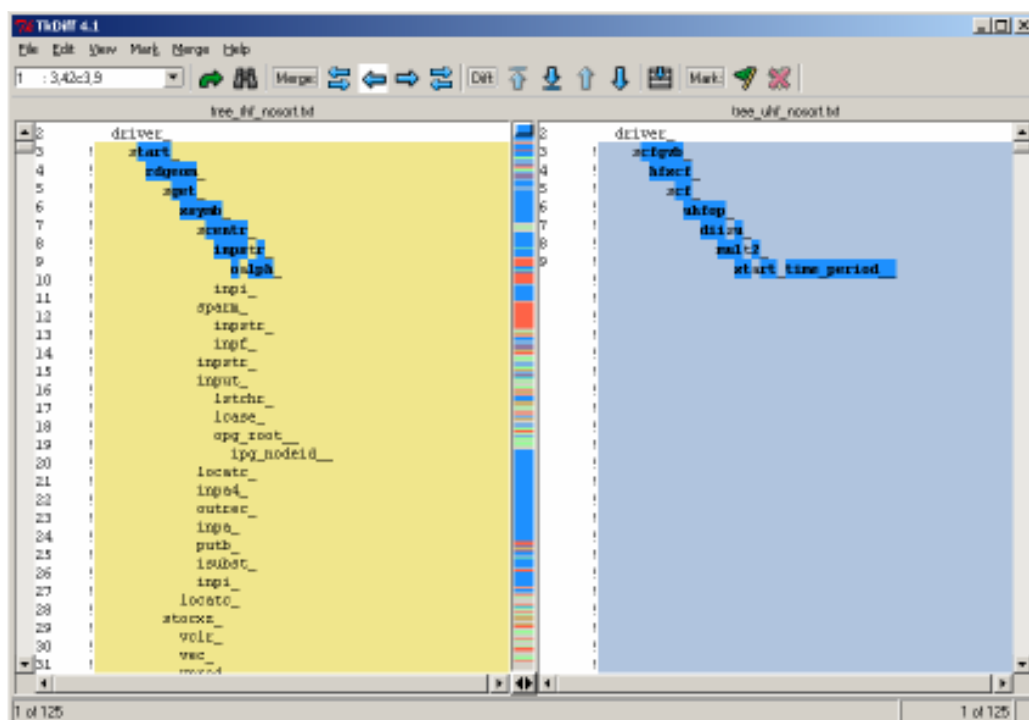 TkDiff 4.1
File Edit View Mark Merge Help
1 : 3,42c3,9 Merge: Diff: Mark:
tree_rhf_nosort.txt tree_uhf_nosort.txt
2 driver_
3 ! start_
4 ! rdgeom_
5 ! sget_
6 ! xsymb_
7 ! scentr_
8 ! inpstr_
9 ! oalph_
10 ! inpi_
11 ! sparm_
12 ! inpstr_
13 ! inpf_
14 ! inpstr_
15 ! input_
16 ! lstchr_
17 ! lcase_
18 ! opg_root__
19 ! ipg_nodeid__
20 ! locatc_
21 ! inpa4_
22 ! outrec_
23 ! inpa_
24 ! putb_
25 ! isubst_
26 ! inpi_
27 ! locatc_
28 ! storxz_
29 ! volr_
30 ! vec_
31 !
2 driver_
3 ! scfgvb_
4 ! hfscf_
5 ! scf_
6 ! uhfop_
7 ! diisu_
8 ! mult2_
9 ! start_time_period__
1 of 125 1 of 125